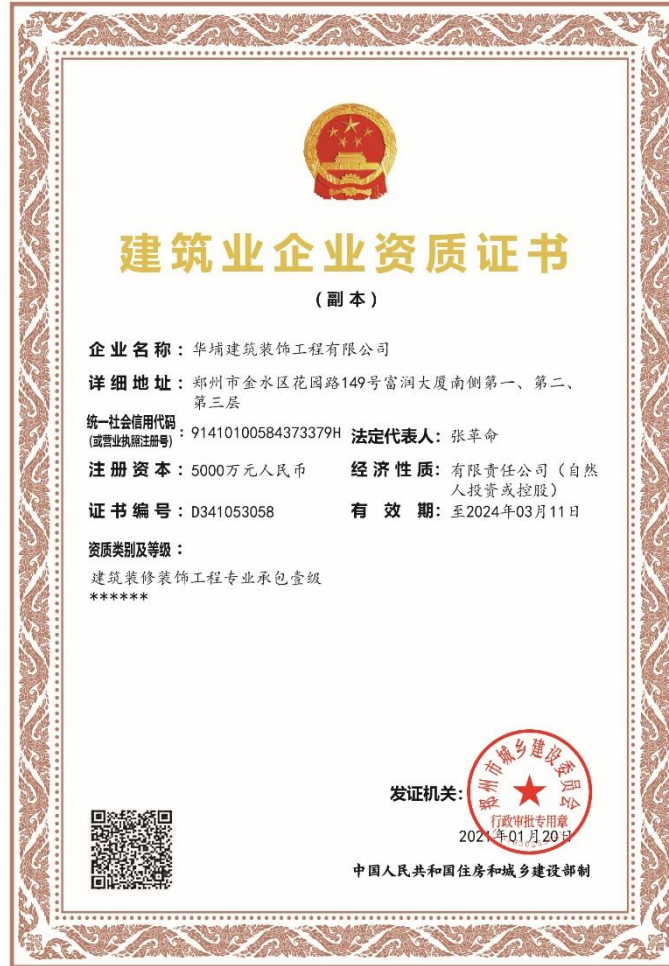 建筑业企业资质证书
(副本)
企业名称：华埔建筑装饰工程有限公司
详细地址：郑州市金水区花园路149号富润大厦南侧第一、第二、
第三层
统一社会信用代码
(或营业执照注册号)：91410100584373379H 法定代表人：张革命
注册资本：5000万元人民币 经济性质：有限责任公司（自然
人投资或控股）
证书编号：D341053058 有效期：至2024年03月11日
资质类别及等级：
建筑装修装饰工程专业承包壹级
******
发证机关：
郑州市城乡建设委员会
行政审批专用章
2021年01月20日
中国人民共和国住房和城乡建设部制